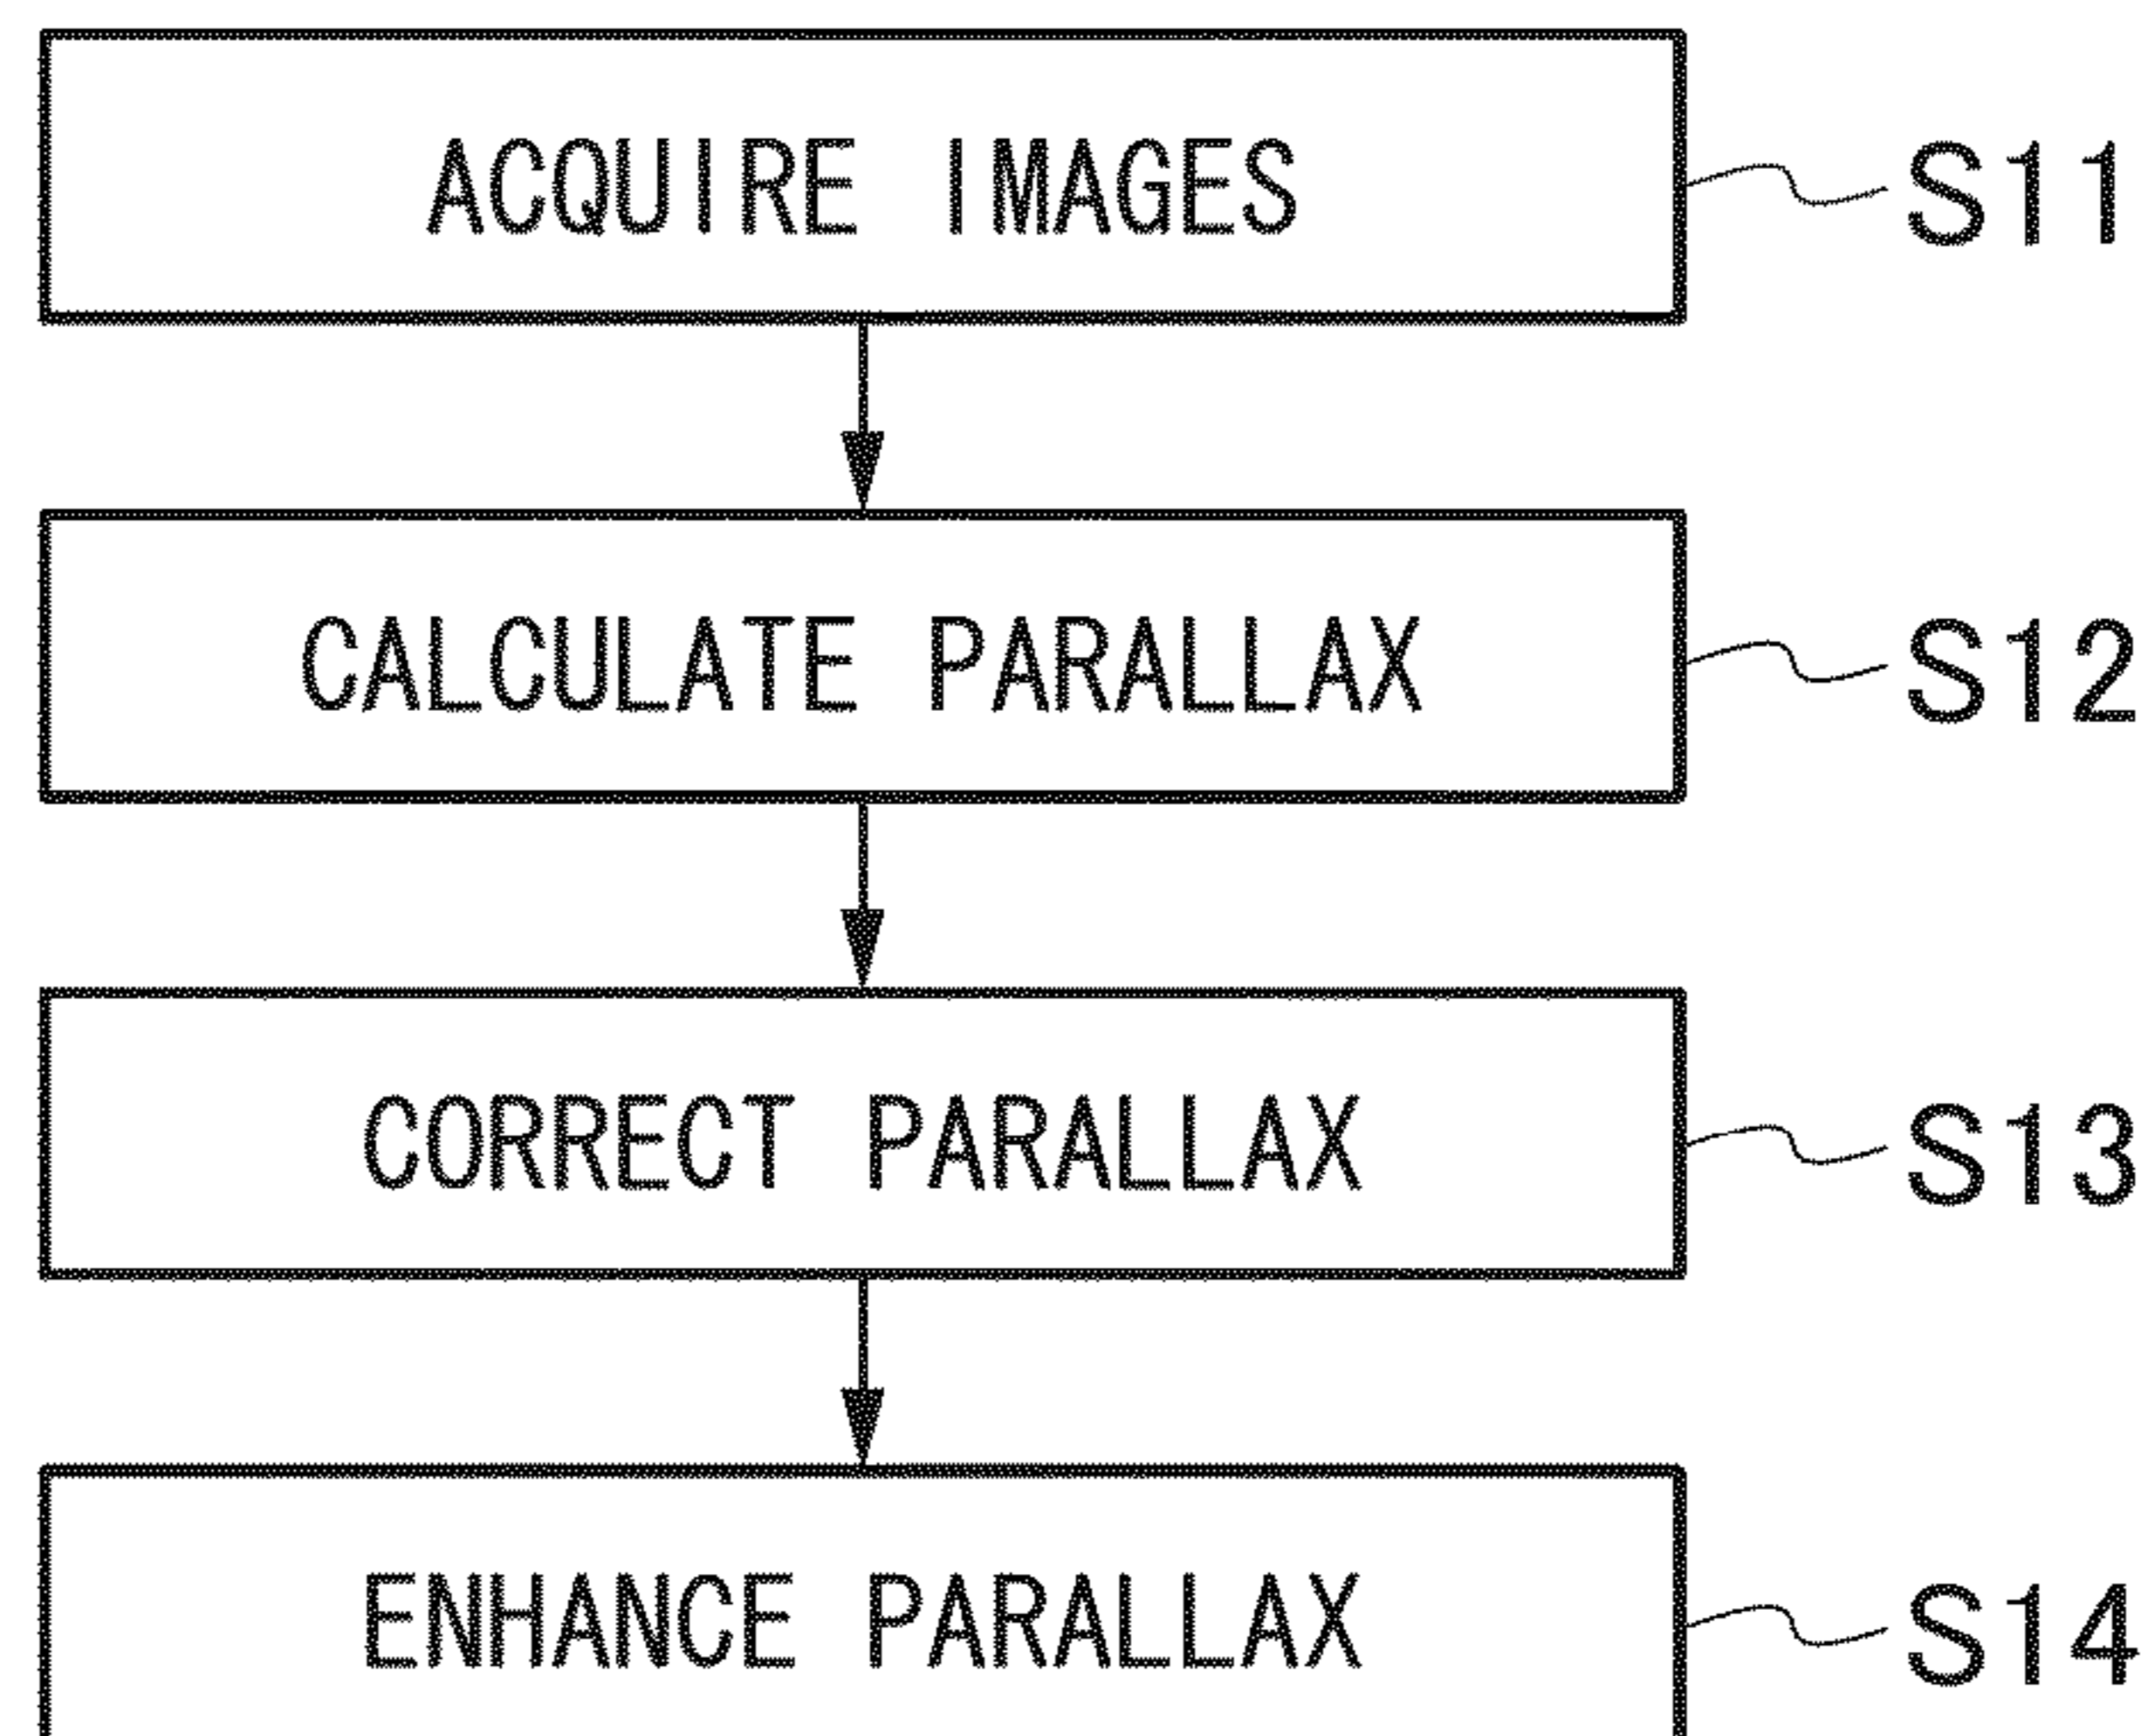 ACQUIRE IMAGES S11
CALCULATE PARALLAX S12
CORRECT PARALLAX S13
ENHANCE PARALLAX S14